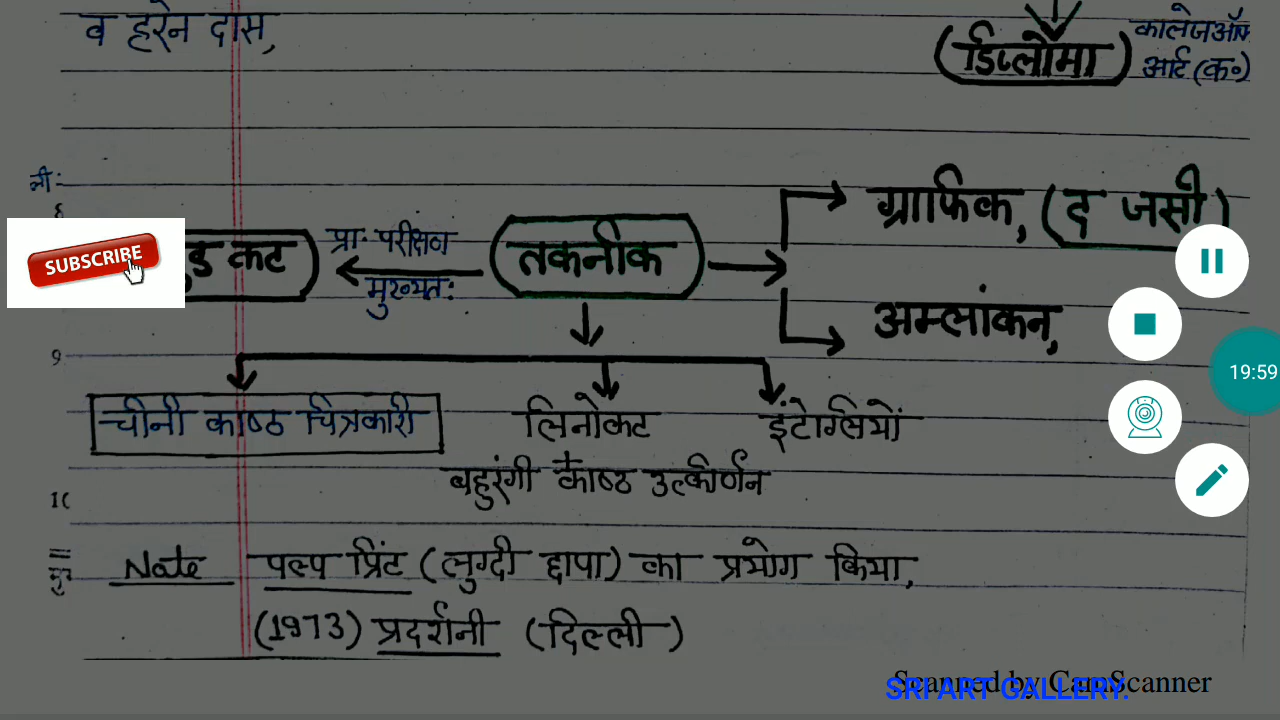 व हरेन दास,
कालेज ऑफ
(डिप्लोमा) आर्ट (क०)
ग्राफिक, (द जसी)
SUBSCRIBE
कट) प्रा. परीक्षण (तकनीक)
मुख्यतः
अम्लांकन,
19:59
9
चीनी काष्ठ चित्रकारी लिनोकट इंटेग्लियों
बहुरंगी काष्ठ उत्कीर्णन
Note पल्प प्रिंट (लुग्दी छापा) का प्रयोग किया,
(1973) प्रदर्शनी (दिल्ली)
Scanned by CamScanner
SRI ART GALLERY.